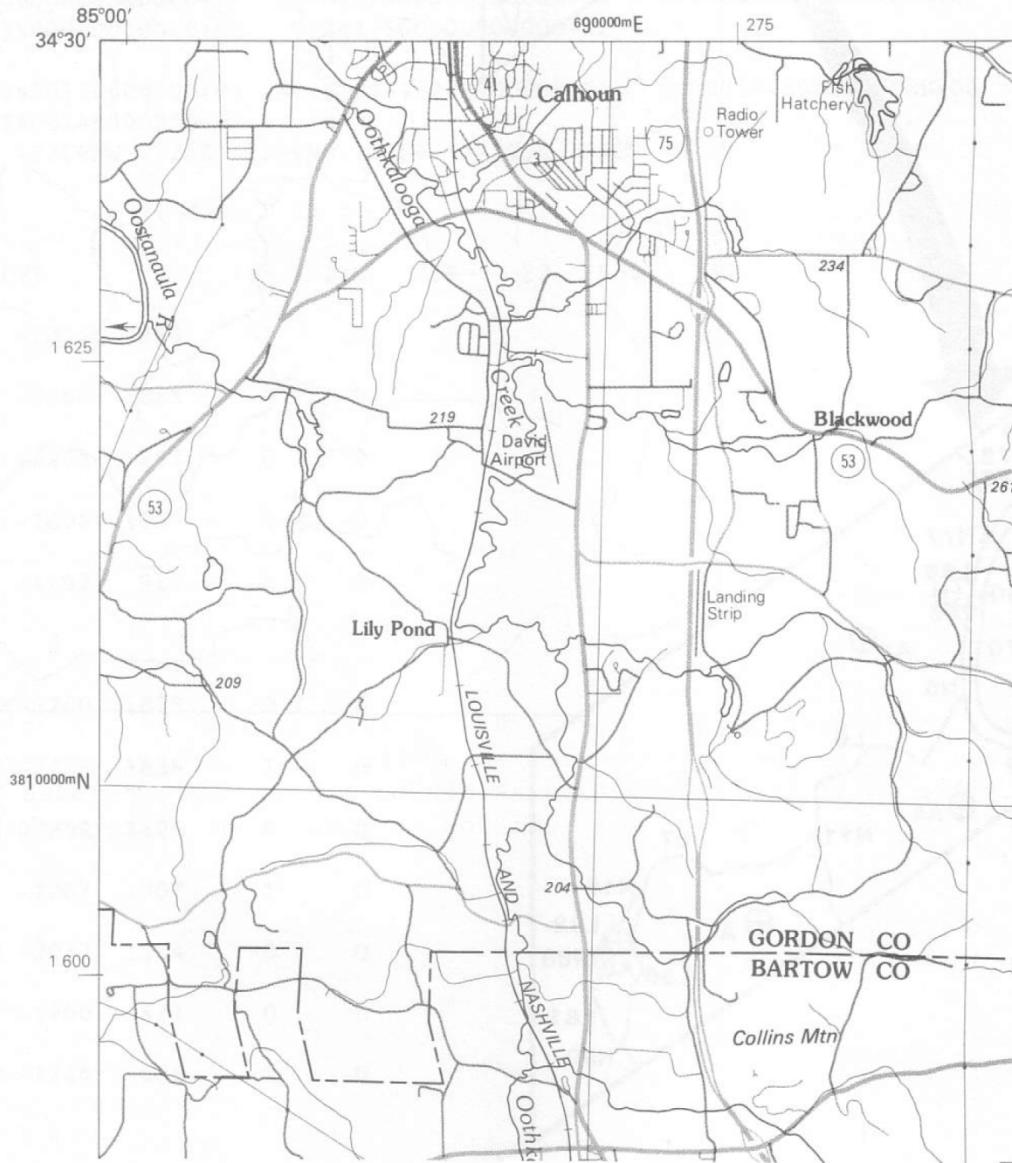 85°00'
690000mE
275
34°30'
41
Calhoun
Fish
Hatchery
Radio
Tower
75
3
Oothkalooga
Oostanaula R
234
1 625
Creek
219
David
Airport
Blackwood
53
261
53
Landing
Strip
Lily Pond
209
LOUISVILLE
3810000mN
AND
204
GORDON CO
BARTOW CO
1 600
NASHVILLE
Collins Mtn
Oothk